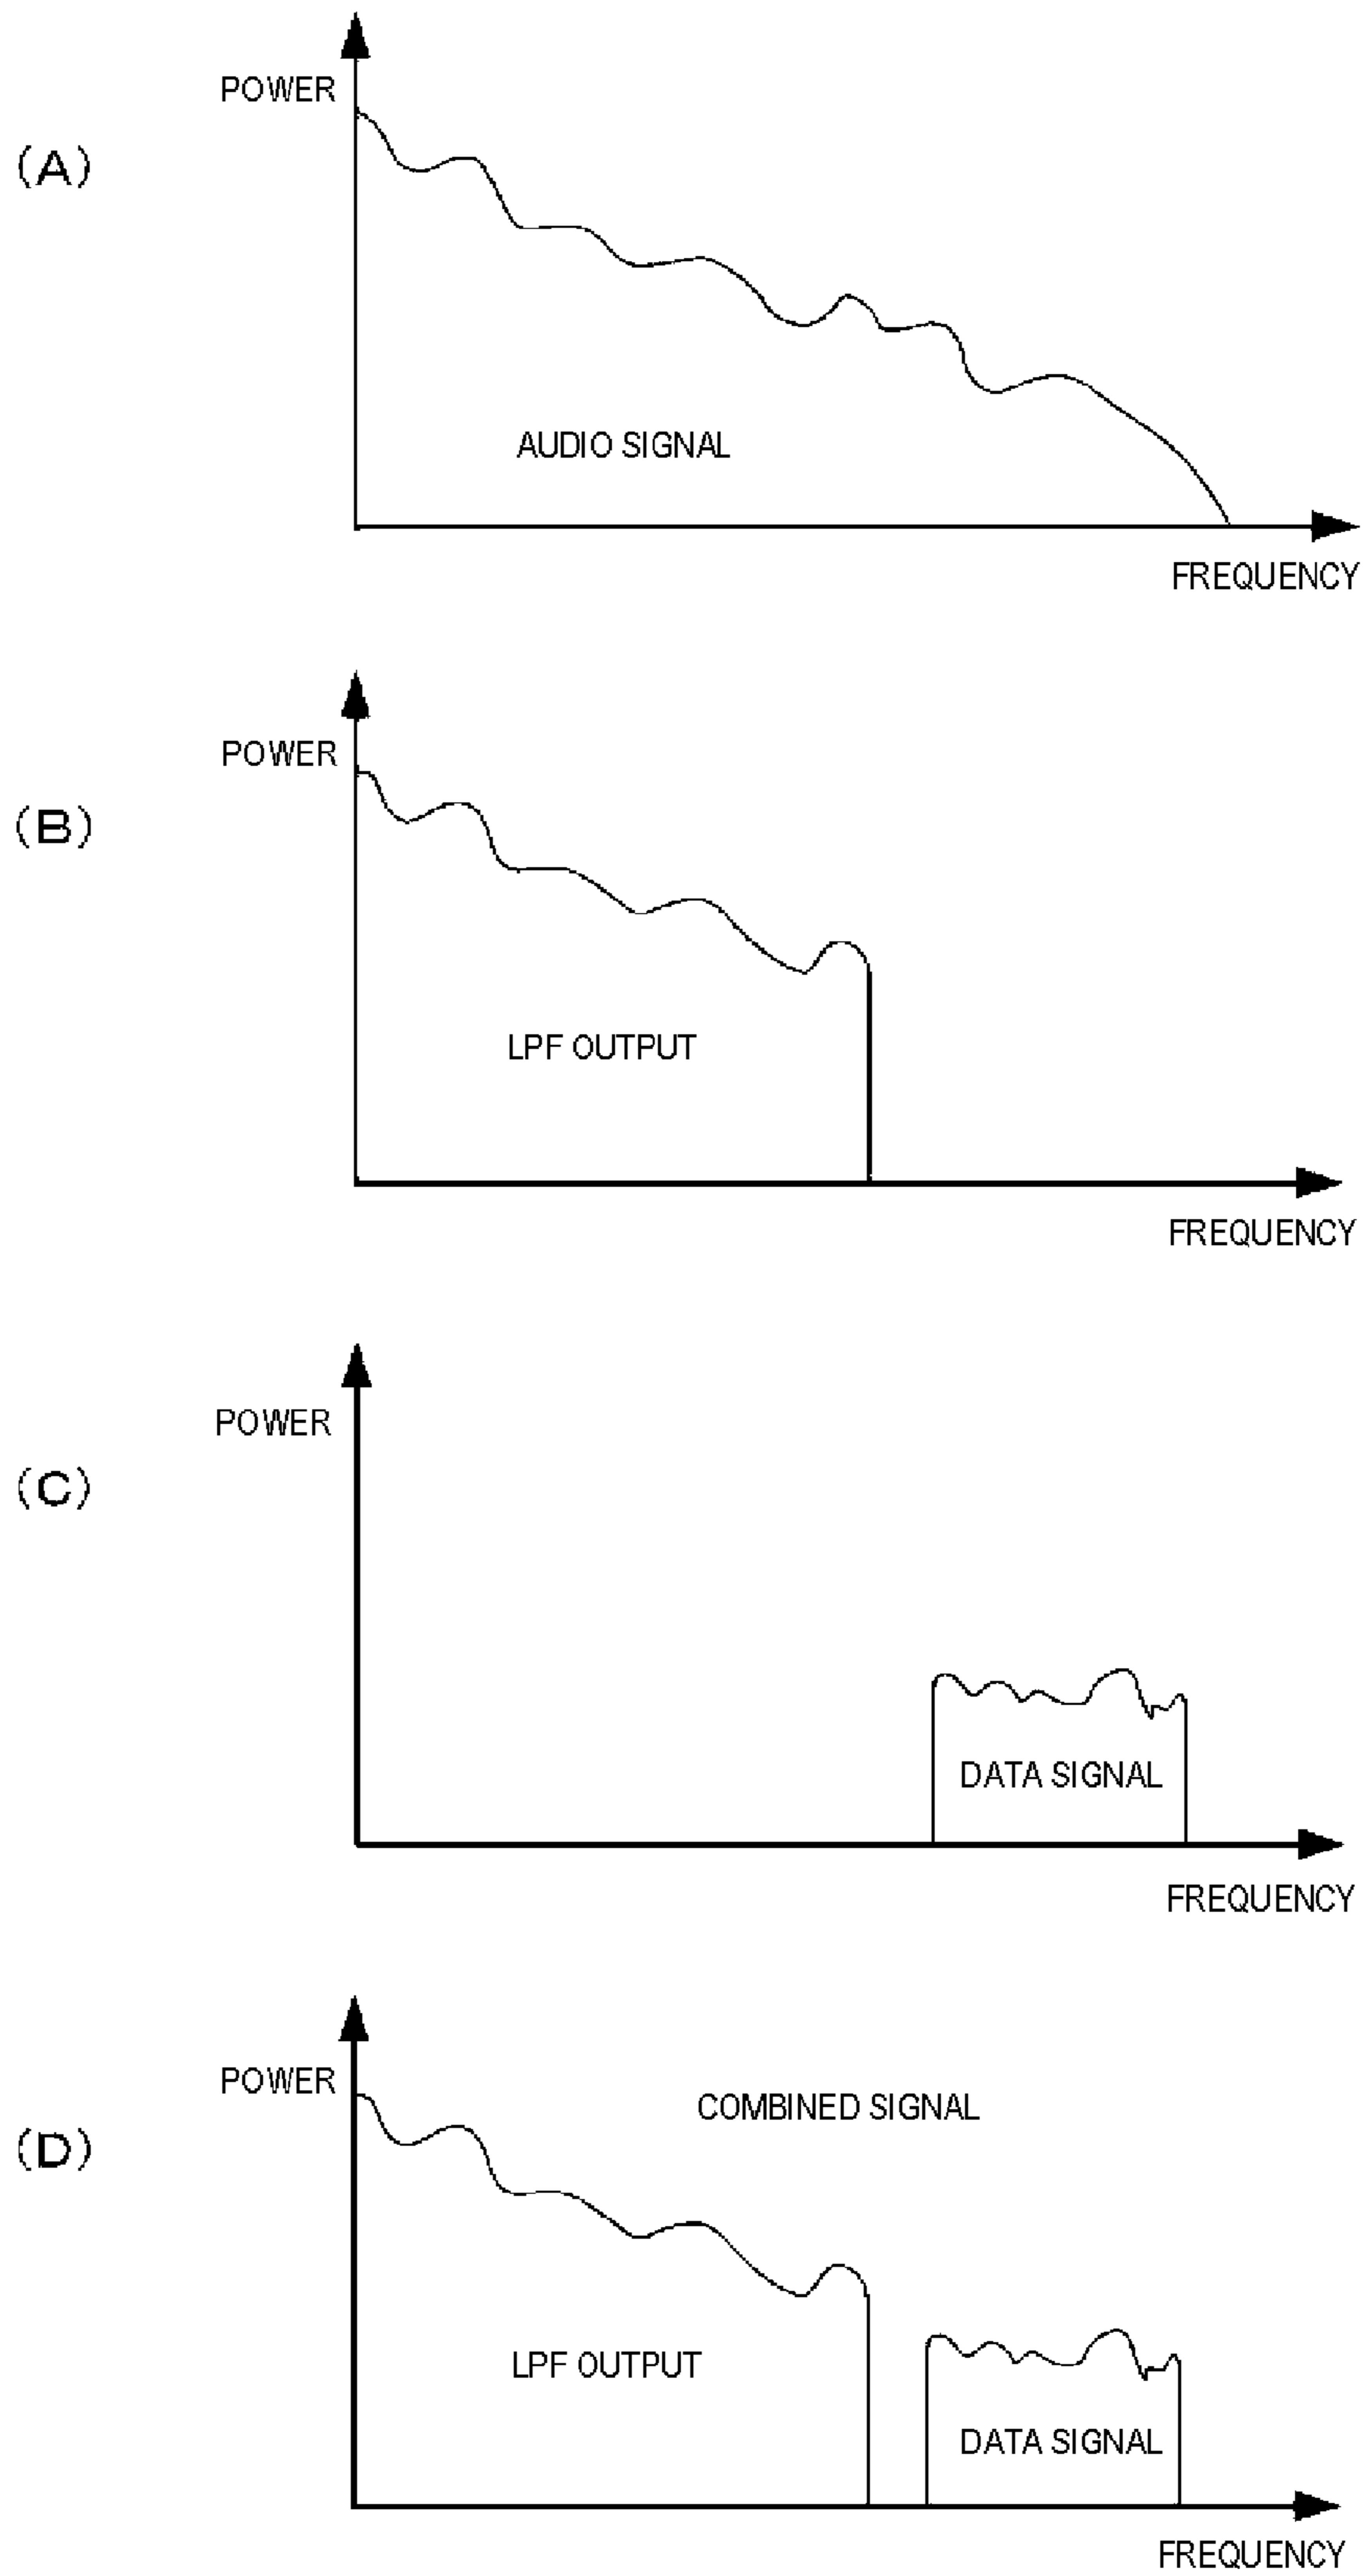 POWER
(A)
AUDIO SIGNAL
FREQUENCY
POWER
(B)
LPF OUTPUT
FREQUENCY
POWER
(C)
DATA SIGNAL
FREQUENCY
POWER
COMBINED SIGNAL
(D)
LPF OUTPUT
DATA SIGNAL
FREQUENCY